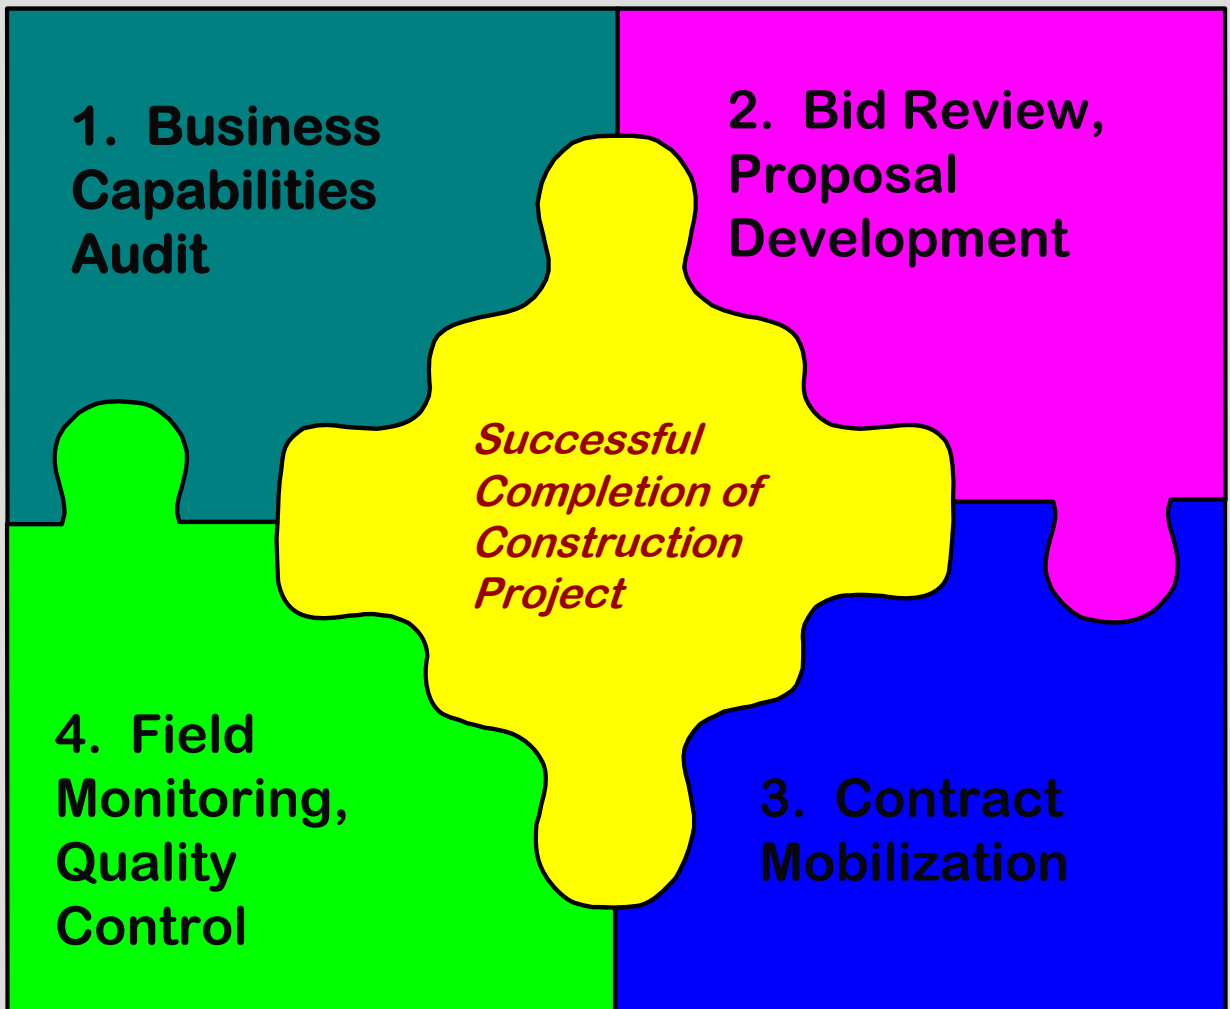 1.  Business
Capabilities
Audit
2.  Bid Review,
Proposal
Development
Successful
Completion of
Construction
Project
4.  Field
Monitoring,
Quality
Control
3.  Contract
Mobilization